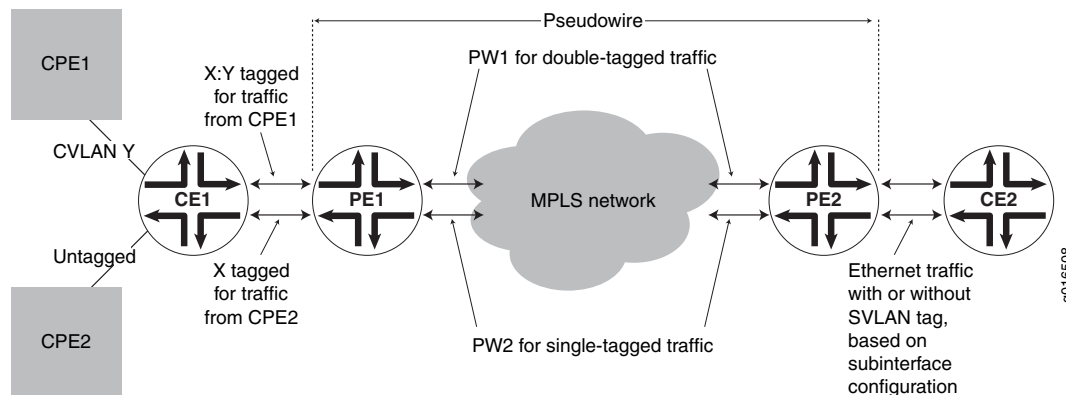 Pseudowire
CPE1
PW1 for double-tagged traffic
X:Y tagged
for traffic
from CPE1
CVLAN Y
CE1
PE1
MPLS network
PE2
CE2
Untagged
X tagged
for traffic
from CPE2
Ethernet traffic
with or without
SVLAN tag,
based on
subinterface
configuration
CPE2
PW2 for single-tagged traffic
g016508